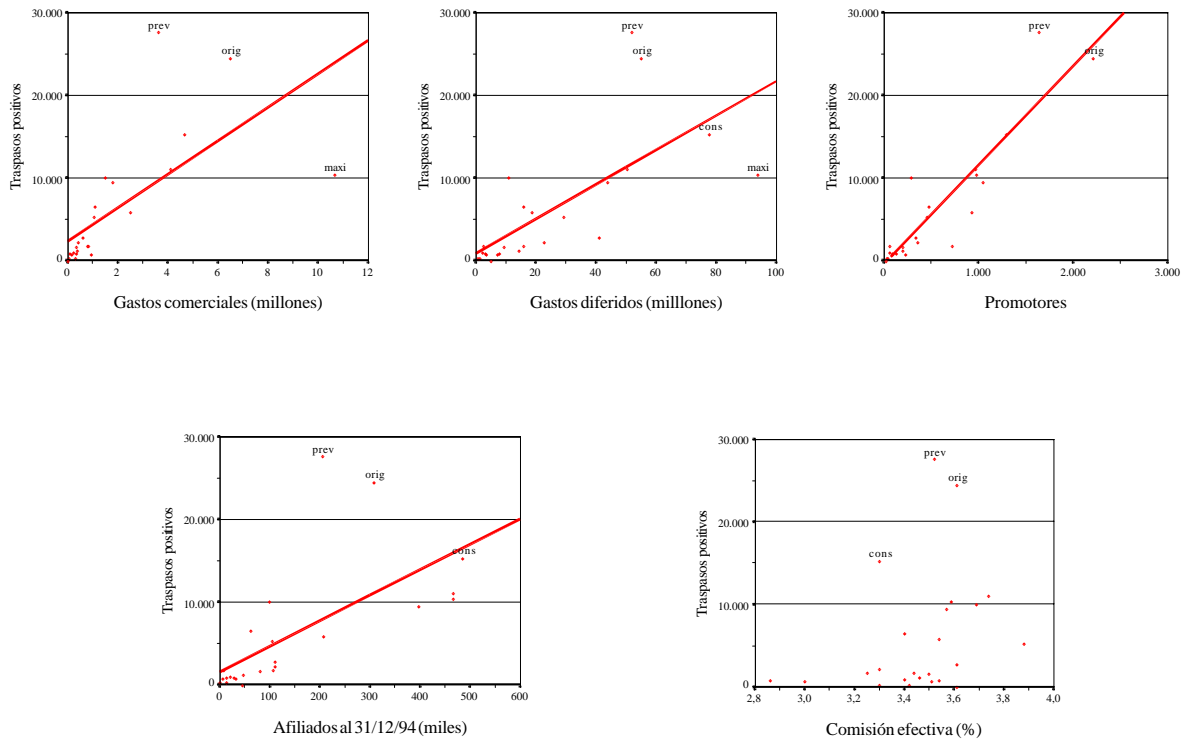 30.000
20.000
10.000
0
Traspasos positivos
prev
orig
maxi
0 2 4 6 8 10 12
Gastos comerciales (millones)
30.000
20.000
10.000
0
Traspasos positivos
prev
orig
cons
maxi
0 20 40 60 80 100
Gastos diferidos (milllones)
30.000
20.000
10.000
0
Traspasos positivos
prev
orig
0 500 1.000 2.000 3.000
Promotores
30.000
20.000
10.000
0
Traspasos positivos
prev
orig
cons
0 100 200 300 400 500 600
Afiliados al 31/12/94 (miles)
30.000
20.000
10.000
0
Traspasos positivos
prev
orig
cons
2,8 3,0 3,2 3,4 3,6 3,8 4,0
Comisión efectiva (%)